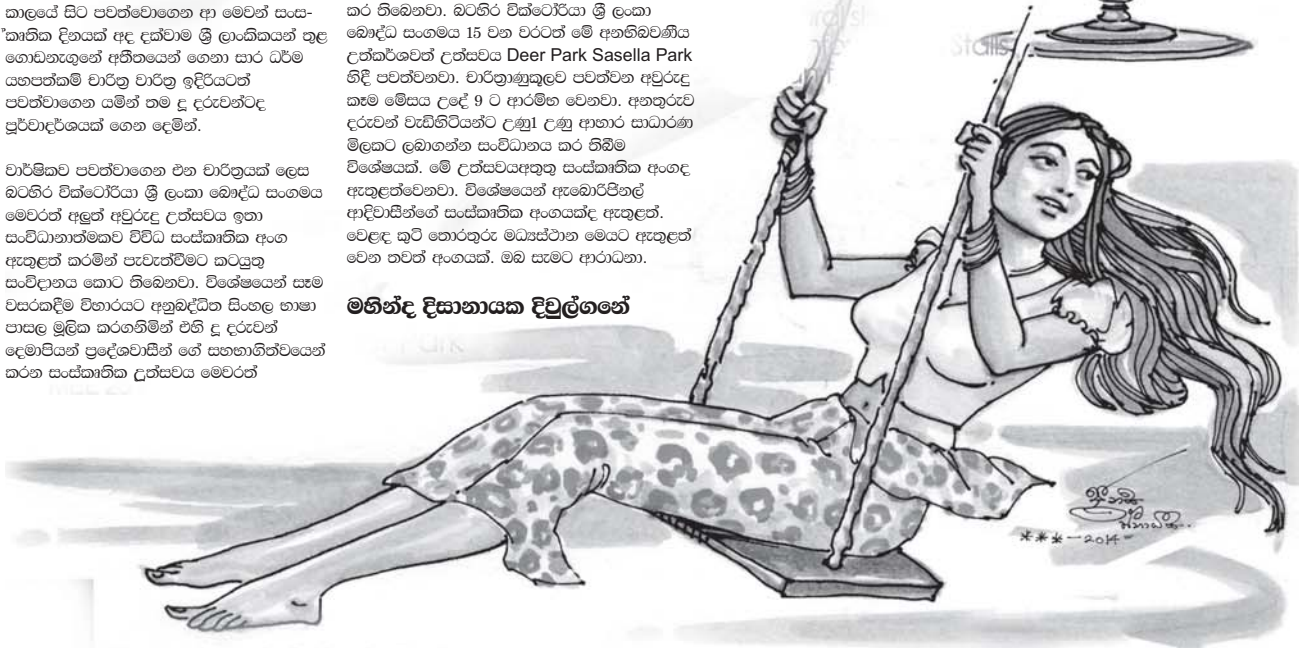 කාලයේ සිට පවත්වොගෙන ආ මෙවන් සංස-
්කෘතික දිනයක් අද දක්වාම ශ්‍රී ලාංකිකයන් තුළ
ගොඩනැගුනේ අතීතයෙන් ගෙනා සාර ධර්ම
යහපත්කම් චාරිත්‍ර වාරිත්‍ර ඉදිරියටත්
පවත්වාගෙන යමින් තම දූ දරුවන්ටද
පූර්වාදර්ශයක් ගෙන දෙමින්.
වාර්ෂිකව පවත්වාගෙන එන චාරිත්‍රයක් ලෙස
බටහිර වික්ටෝරියා ශ්‍රී ලංකා බෞද්ධ සංගමය
මෙවරත් අලුත් අවුරුදු උත්සවය ඉතා
සංවිධානාත්මකව විවිධ සංස්කෘතික අංග
ඇතුළත් කරමින් පැවැත්වීමට කටයුතු
සංවිදානය කොට තිබෙනවා. විශේෂයෙන් සෑම
වසරකදීම විහාරයට අනුබද්ධිත සිංහල භාෂා
පාසල මූලික කරගනිමින් එහි දූ දරුවන්
දෙමාපියන් ප්‍රදේශවාසීන් ගේ සහභාගිත්වයෙන්
කරන සංස්කෘතික උත්සවය මෙවරත්
කර තිබෙනවා. බටහිර වික්ටොරියා ශ්‍රී ලංකා
බෞද්ධ සංගමය 15 වන වරටත් මේ අනභිබවණීය
උත්කර්ශවත් උත්සවය Deer Park Sasella Park
හිදී පවත්වනවා. චාරිත්‍රාණුකූලව පවත්වන අවුරුදු
කෑම මේසය උදේ 9 ට ආරම්භ වෙනවා. අනතුරුව
දරුවන් වැඩිහිටියන්ට උණු1 උණු ආහාර සාධාරණ
මිලකට ලබාගන්න සංවිධානය කර තිබීම
විශේෂයක්. මේ උත්සවයඅතුතු සංස්කෘතික අංගද
ඇතුළත්වෙනවා. විශේෂයෙන් ඇබොරිජිනල්
ආදිවාසීන්ගේ සංස්කෘතික අංගයක්ද ඇතුළත්.
වෙළඳ කුටි තොරතුරු මධ්‍යස්ථාන මෙයට ඇතුළත්
වෙන තවත් අංගයක්. ඔබ සැමට ආරාධනා.
මහින්ද දිසානායක දිවුල්ගනේ
Stalls
Park
2014